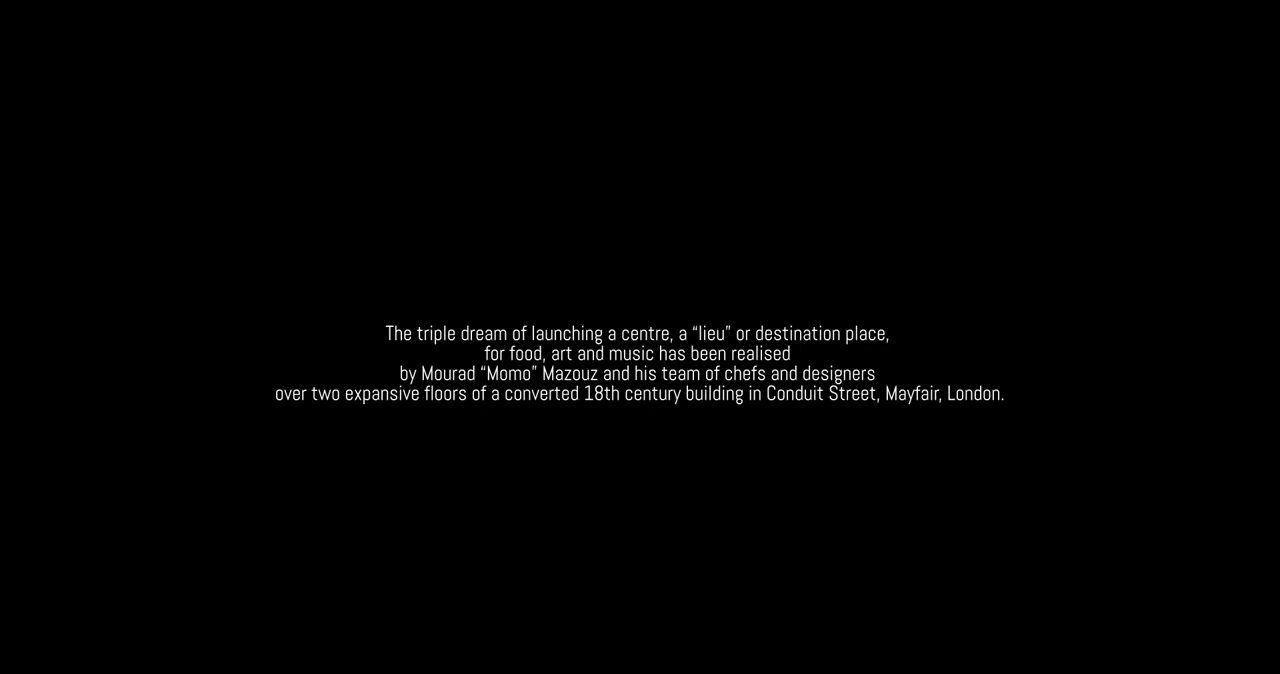 The triple dream of launching a centre, a “lieu” or destination place,
for food, art and music has been realised
by Mourad “Momo” Mazouz and his team of chefs and designers
over two expansive floors of a converted 18th century building in Conduit Street, Mayfair, London.